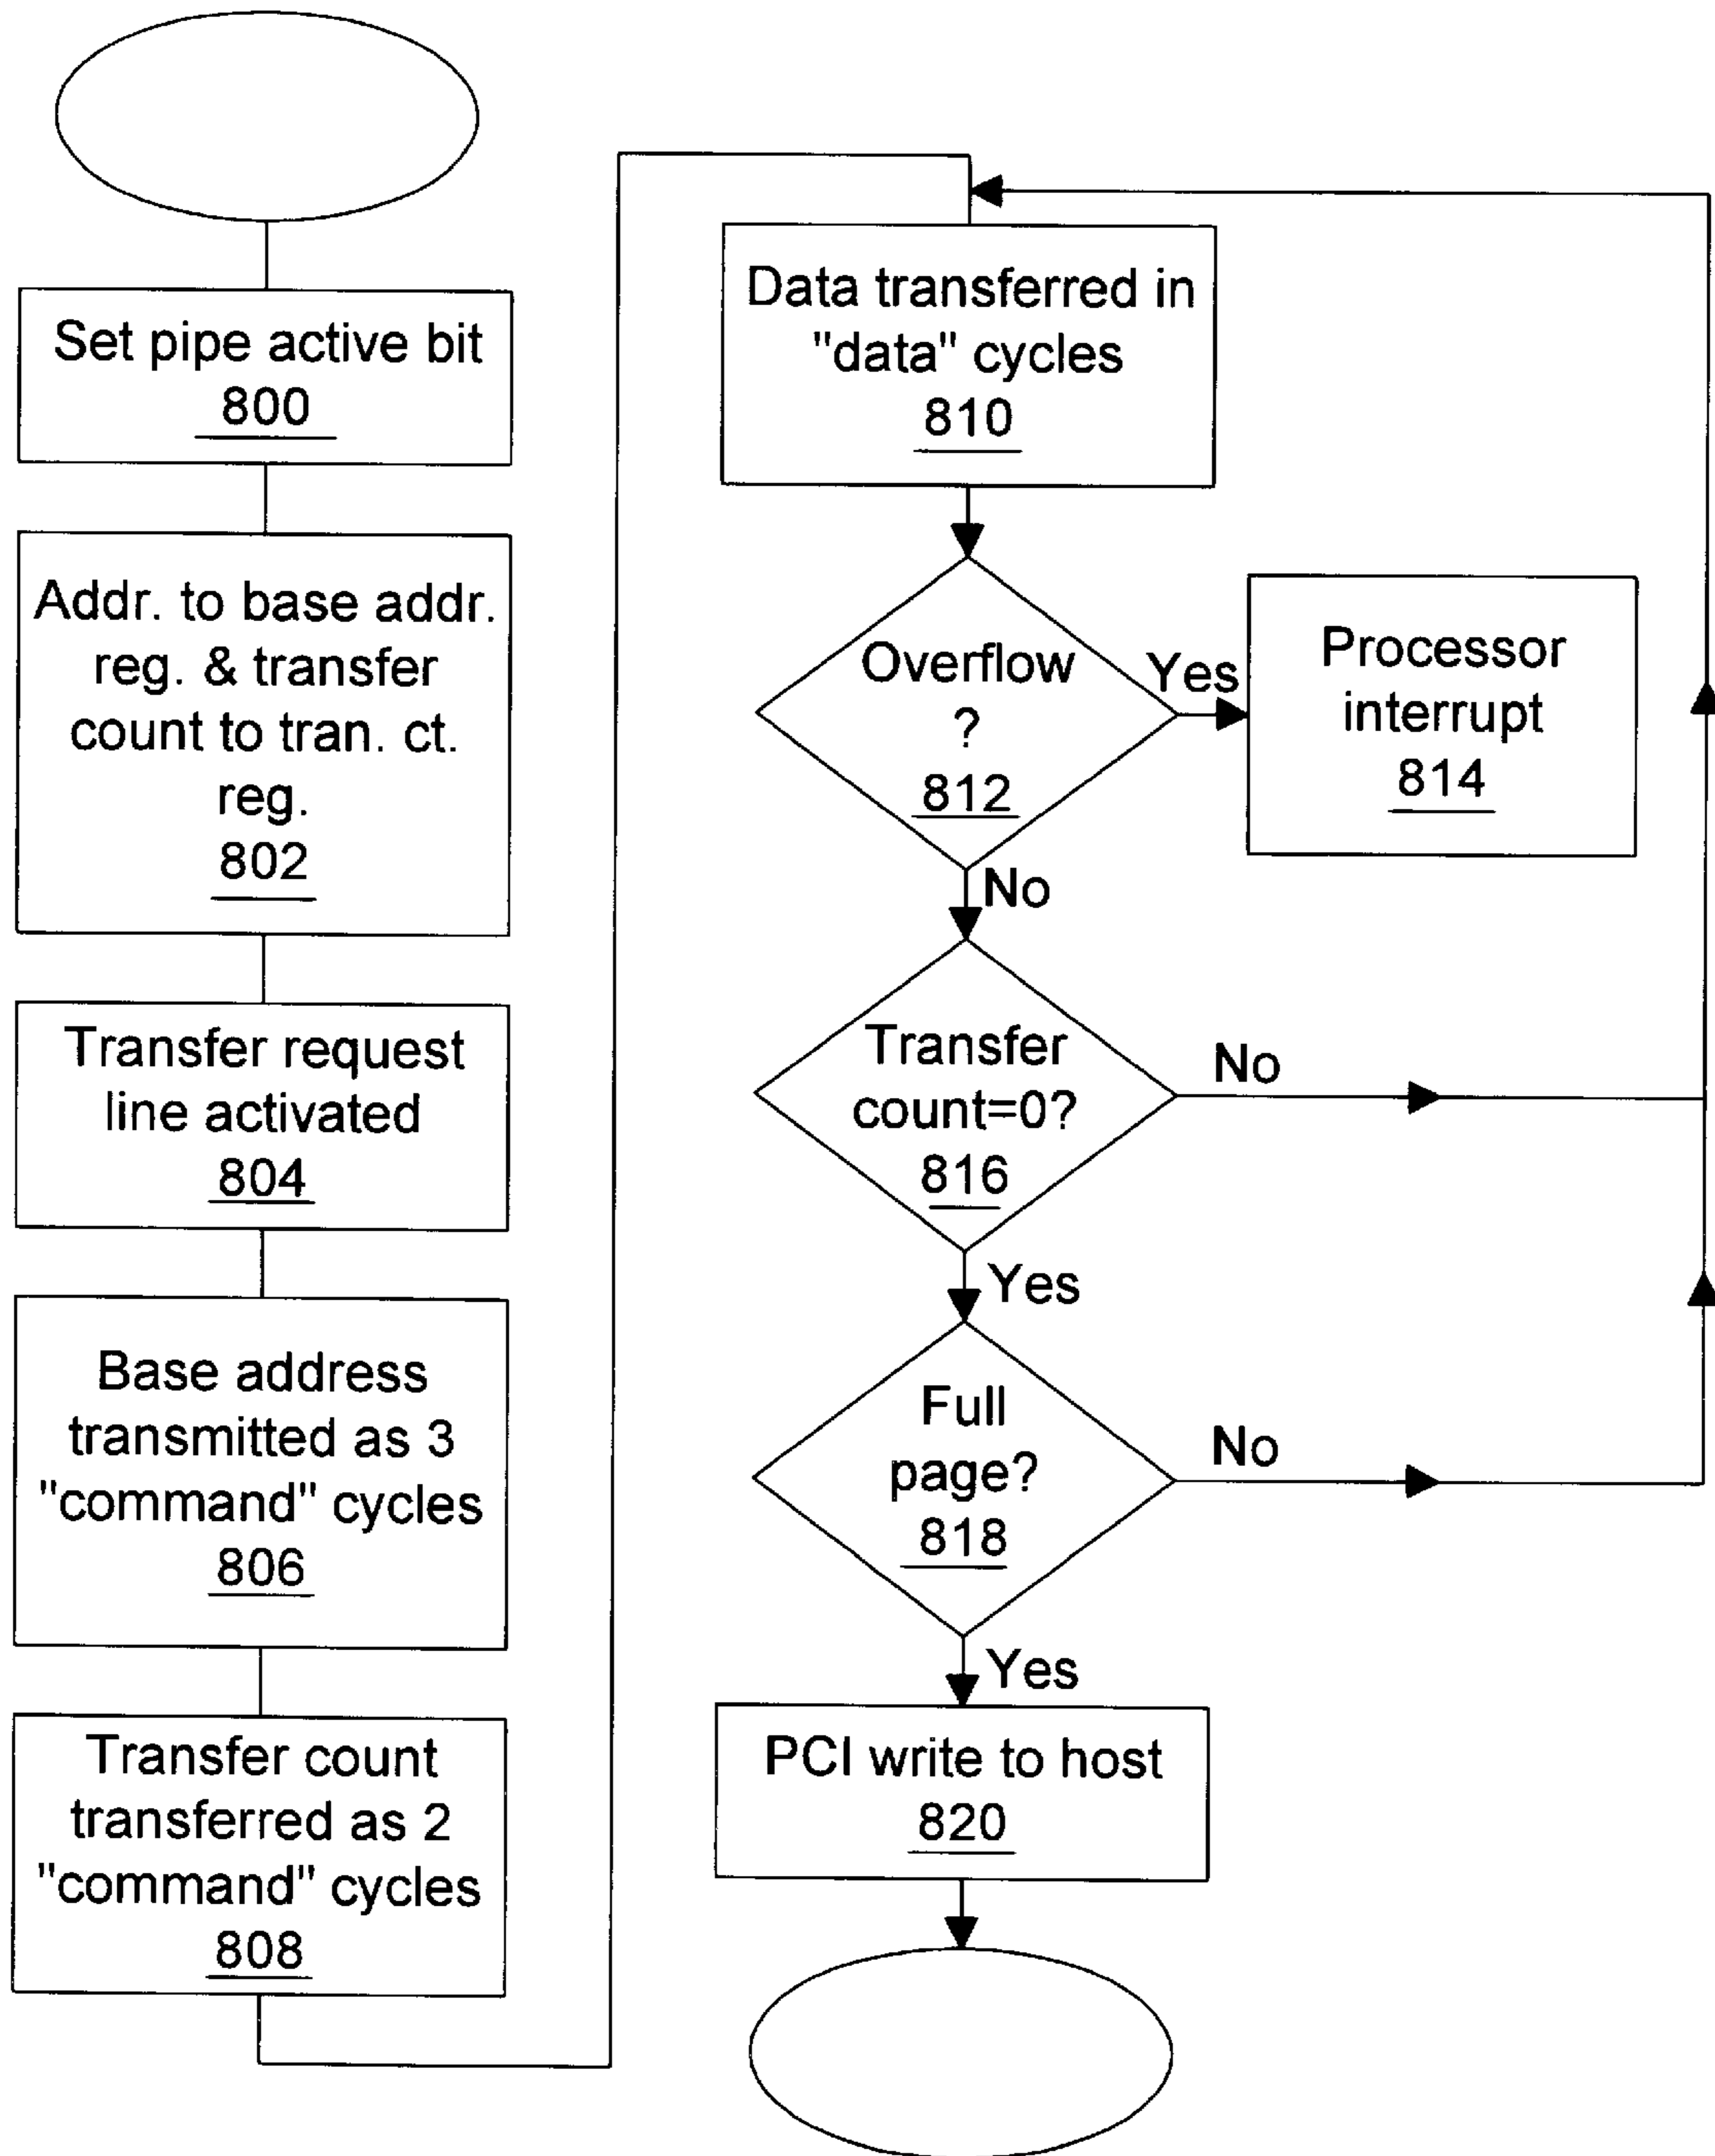 Set pipe active bit
800
Addr. to base addr.
reg. & transfer
count to tran. ct.
reg.
802
Transfer request
line activated
804
Base address
transmitted as 3
"command" cycles
806
Transfer count
transferred as 2
"command" cycles
808
Data transferred in
"data" cycles
810
Overflow
?
812
Yes
Processor
interrupt
814
No
Transfer
count=0?
816
No
Yes
Full
page?
818
No
Yes
PCI write to host
820